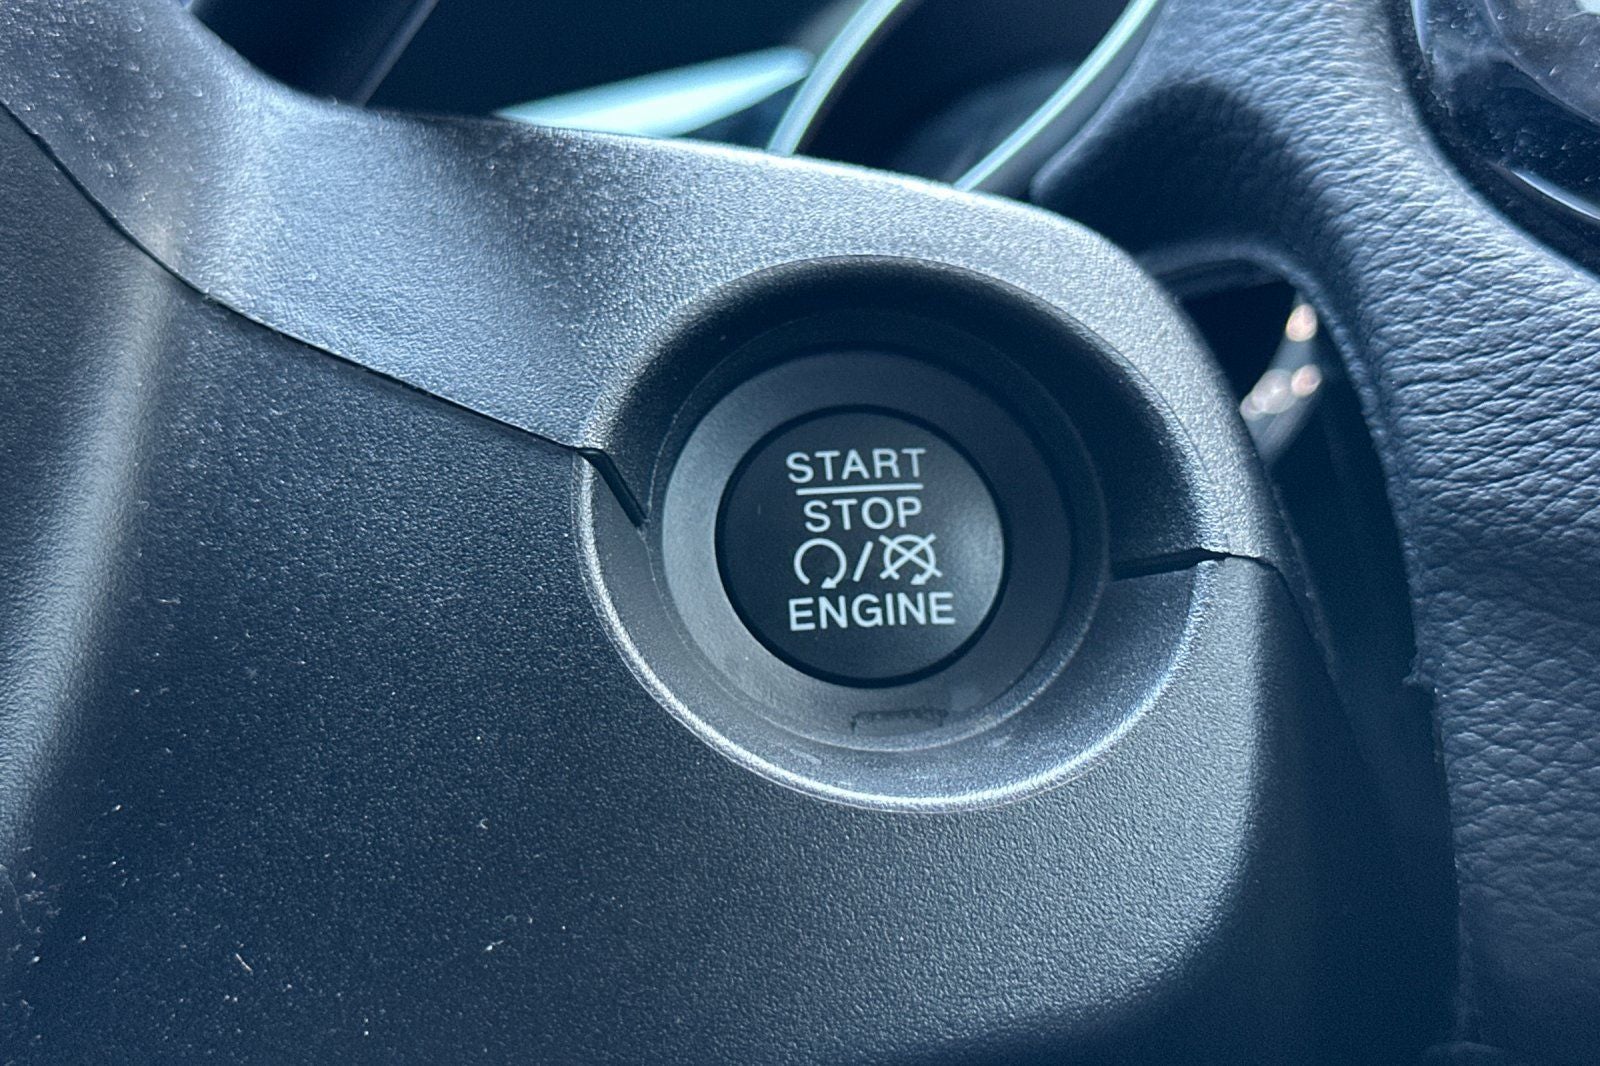 START
STOP
/
ENGINE